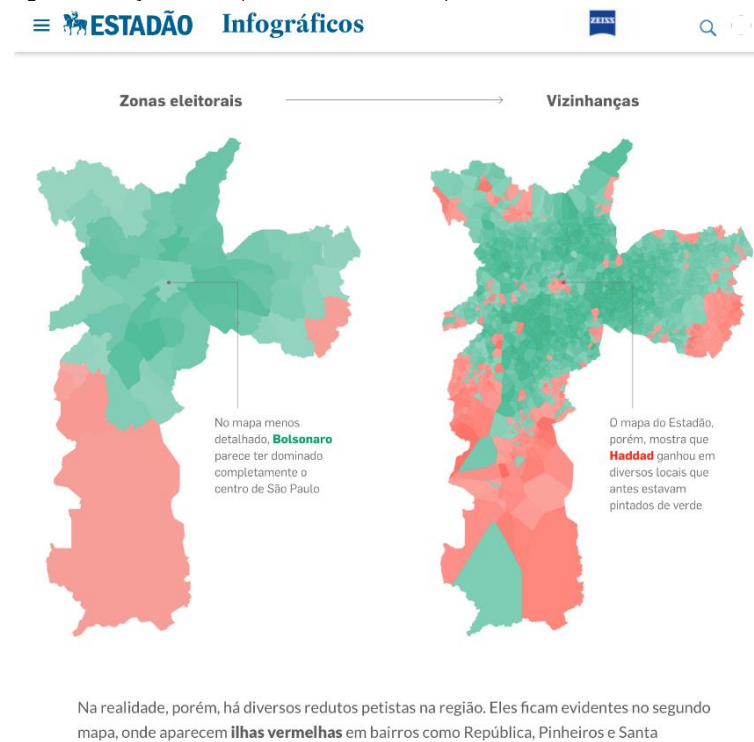 ESTADÃO Infográficos ZEISS
Zonas eleitorais Vizinhanças
No mapa menos
detalhado, Bolsonaro
parece ter dominado
completamente o
centro de São Paulo
O mapa do Estadão,
porém, mostra que
Haddad ganhou em
diversos locais que
antes estavam
pintados de verde
Na realidade, porém, há diversos redutos petistas na região. Eles ficam evidentes no segundo
mapa, onde aparecem ilhas vermelhas em bairros como República, Pinheiros e Santa